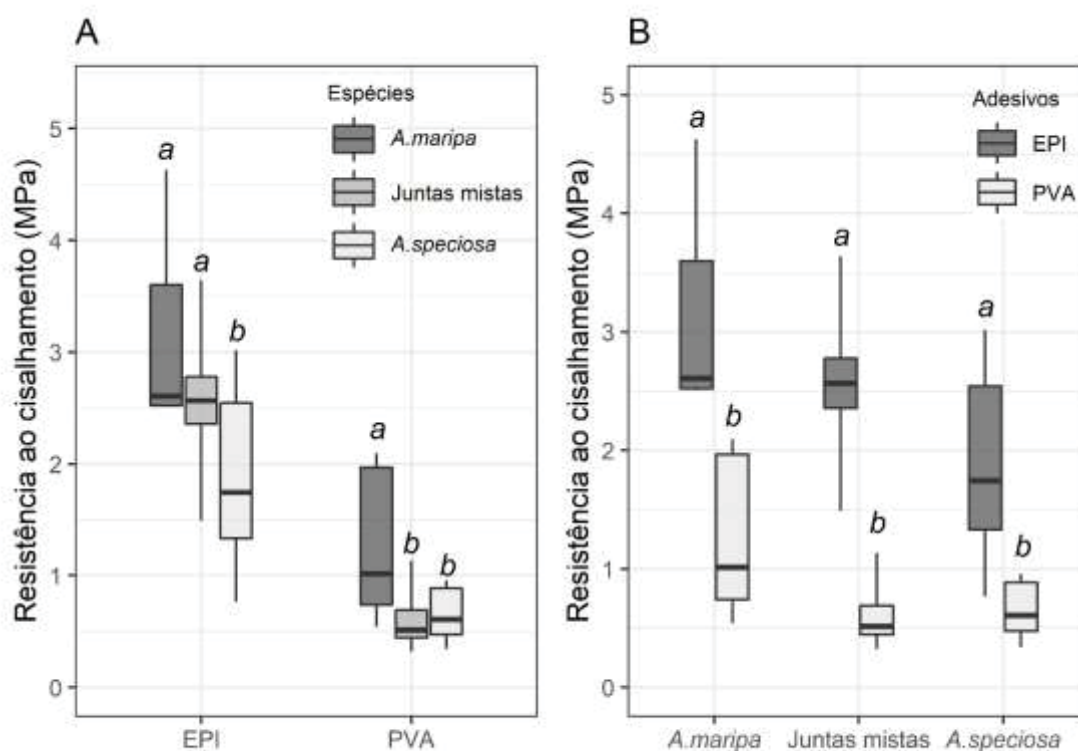 A
Resistência ao cisalhamento (MPa)
5
4
3
2
1
0
Espécies
A.maripa
Juntas mistas
A.speciosa
a
a
b
a
b
b
EPI
PVA
B
Resistência ao cisalhamento (MPa)
5
4
3
2
1
0
Adesivos
EPI
PVA
a
b
a
b
a
b
A.maripa
Juntas mistas
A.speciosa